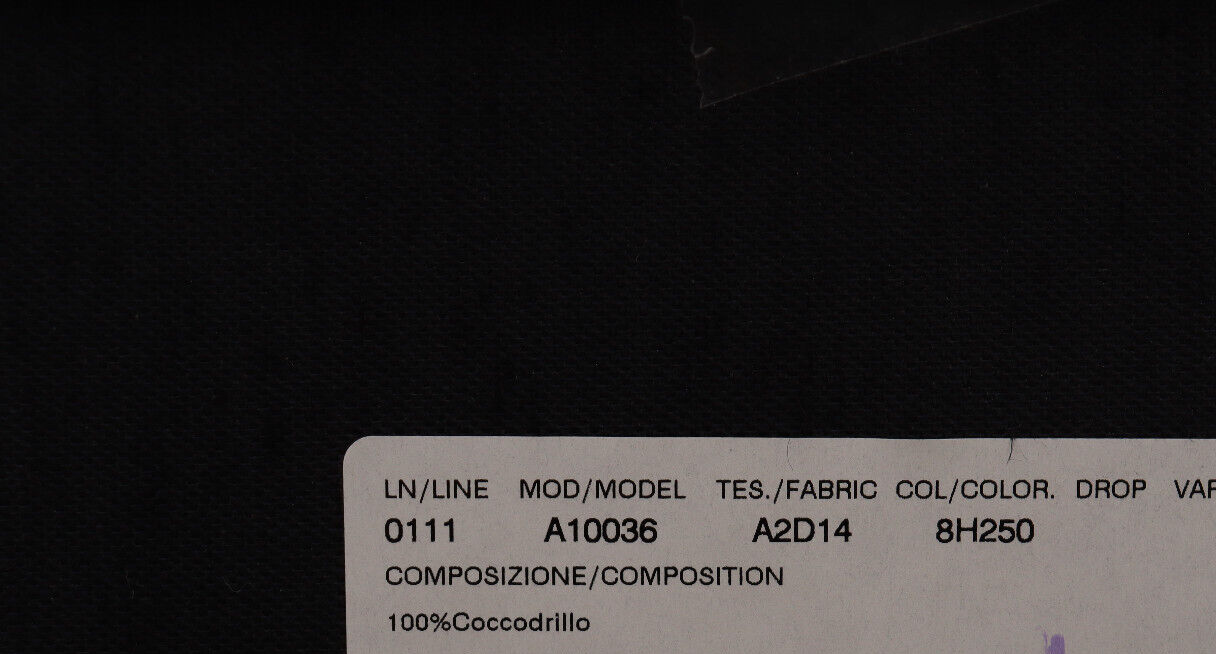 LN/LINE MOD/MODEL TES./FABRIC COL/COLOR. DROP
0111 A10036 A2D14 8H250
COMPOSIZIONE/COMPOSITION
100%Coccodrillo